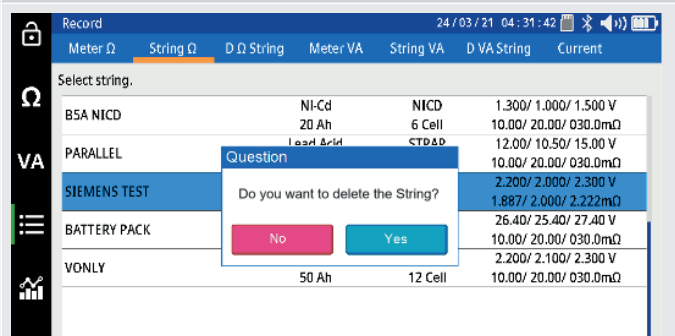 Record 24/03/21 04:31:42
Meter Ω String Ω D Ω String Meter VA String VA D VA String Current
Select string.
Ω
VA
B5A NICD NI-Cd NICD 1.300/ 1.000/ 1.500 V
20 Ah 6 Cell 10.00/ 20.00/ 030.0mΩ
PARALLEL Lead Acid STRAP 12.00/ 10.50/ 15.00 V
10.00/ 20.00/ 030.0mΩ
Question
SIEMENS TEST 2.200/ 2.000/ 2.300 V
1.887/ 2.000/ 2.222mΩ
Do you want to delete the String?
BATTERY PACK 26.40/ 25.40/ 27.40 V
10.00/ 20.00/ 030.0mΩ
No Yes
VONLY 2.200/ 2.100/ 2.300 V
50 Ah 12 Cell 10.00/ 20.00/ 030.0mΩ